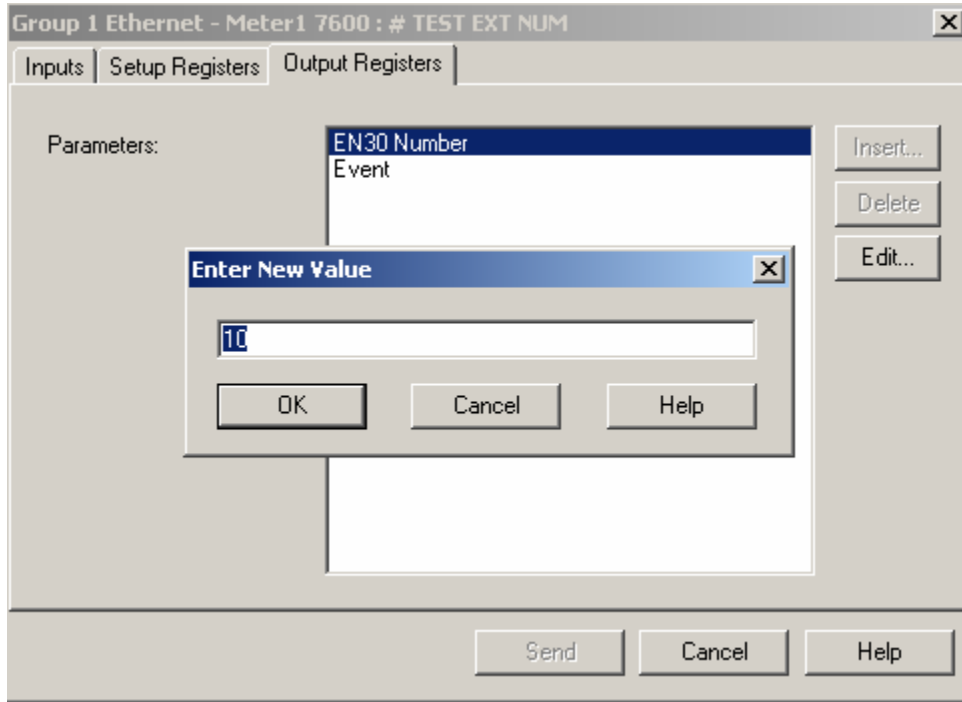 Group 1 Ethernet - Meter1 7600 : # TEST EXT NUM
Inputs Setup Registers Output Registers
Parameters:
EN30 Number
Event
Insert...
Delete
Edit...
Enter New Value
10
OK Cancel Help
Send Cancel Help